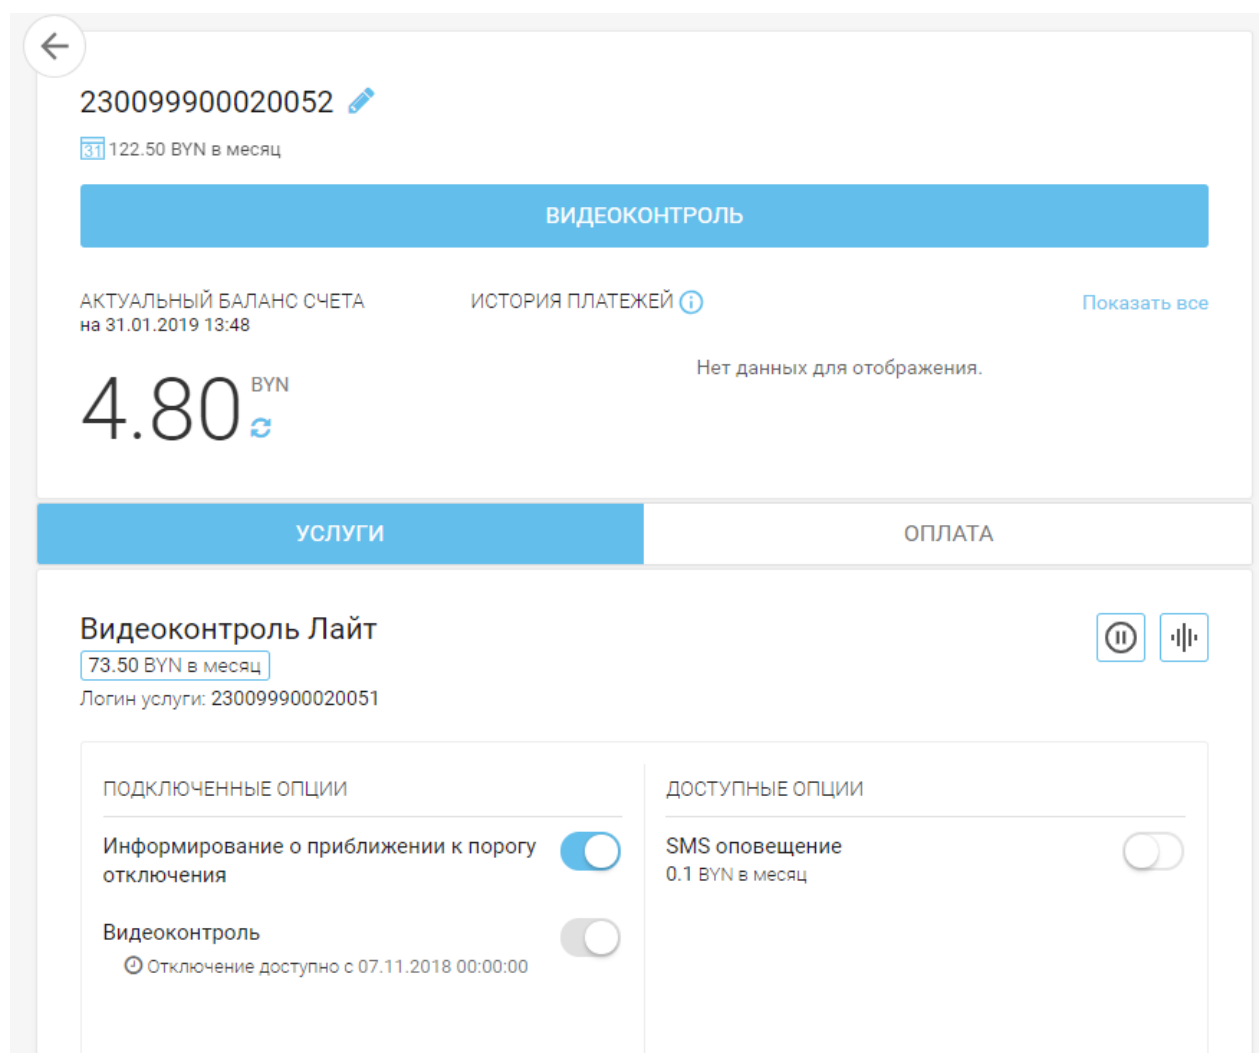 230099900020052
31 122.50 BYN в месяц
ВИДЕОКОНТРОЛЬ
АКТУАЛЬНЫЙ БАЛАНС СЧЕТА
на 31.01.2019 13:48
ИСТОРИЯ ПЛАТЕЖЕЙ
Показать все
Нет данных для отображения.
4.80 BYN
УСЛУГИ
ОПЛАТА
Видеоконтроль Лайт
73.50 BYN в месяц
Логин услуги: 230099900020051
ПОДКЛЮЧЕННЫЕ ОПЦИИ
Информирование о приближении к порогу
отключения
Видеоконтроль
Отключение доступно с 07.11.2018 00:00:00
ДОСТУПНЫЕ ОПЦИИ
SMS оповещение
0.1 BYN в месяц